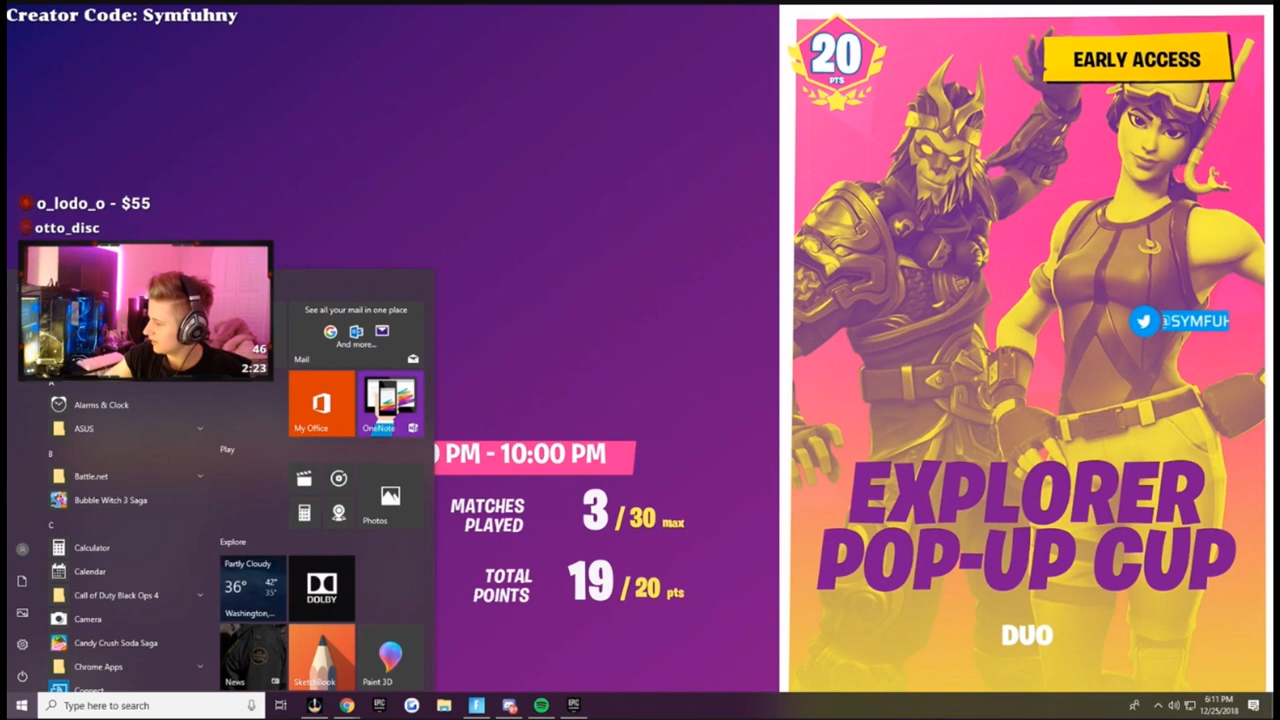 Creator Code: Symfuhny
20
PTS
EARLY ACCESS
o_lodo_o - $55
otto_disc
46
2:23
@SYMFUH
See all your mail in one place
And more...
Mail
My Office
OneNote
A
Alarms & Clock
ASUS
B
Battle.net
Bubble Witch 3 Saga
C
Calculator
Calendar
Call of Duty Black Ops 4
Camera
Candy Crush Soda Saga
Chrome Apps
Connect
Play
Photos
Explore
Partly Cloudy
36°
42°
35°
Washington,...
DOLBY
News
SketchBook
Paint 3D
PM - 10:00 PM
MATCHES
PLAYED
3 / 30 max
TOTAL
POINTS
19 / 20 pts
EXPLORER
POP-UP CUP
DUO
Type here to search
EPIC
EPIC
6:11 PM
12/25/2018